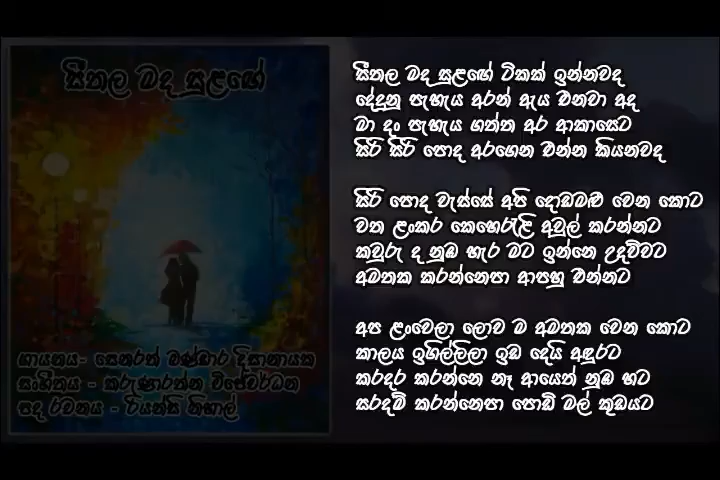 සීතල මද සුළඟේ
ගායනය- සෙනරත් බණ්ඩාර දිසානායක
සංගීතය - කරුණාරත්න විජේවර්ධන
පද රචනය - රියන්සි නිහාල්
සීතල මද සුළඟේ ටිකක් ඉන්නවද
දේදුනු පැහැය අරන් ඇය එනවා අද
මා දං පැහැය ගත්ත අර ආකාසෙට
සිරි සිරි පොද අරගෙන එන්න කියනවද
සිරි පොද වැස්සේ අපි දොඩමළු වෙන කොට
වත ළංකර කෙහෙරැළි අවුල් කරන්නට
කවුරු ද නුඹ හැර මට ඉන්නෙ උදව්වට
අමතක කරන්නෙපා ආපහු එන්නට
අප ළංවෙලා ලොව ම අමතක වෙන කොට
කාලය ඉගිල්ලිලා ඉඩ දෙයි අඳුරට
කරදර කරන්නෙ නෑ ආයෙත් නුඹ හට
සරදම් කරන්නෙපා පොඩි මල් කුඩයට